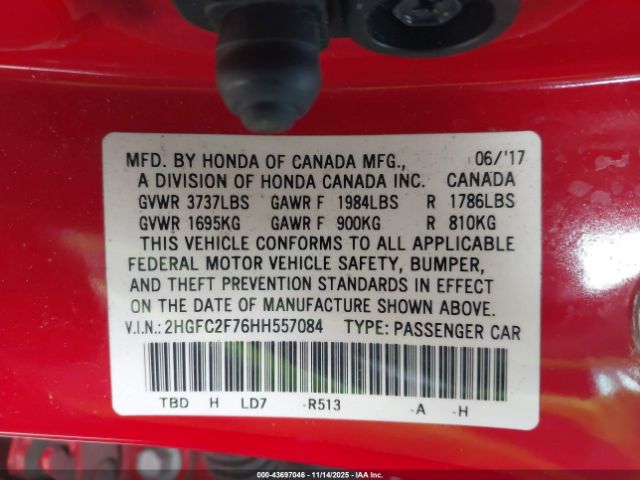 MFD. BY HONDA OF CANADA MFG., 06/'17
A DIVISION OF HONDA CANADA INC. CANADA
GVWR 3737LBS GAWR F 1984LBS R 1786LBS
GVWR 1695KG GAWR F 900KG R 810KG
THIS VEHICLE CONFORMS TO ALL APPLICABLE
FEDERAL MOTOR VEHICLE SAFETY, BUMPER,
AND THEFT PREVENTION STANDARDS IN EFFECT
ON THE DATE OF MANUFACTURE SHOWN ABOVE.
V.I.N.: 2HGFC2F76HH557084 TYPE: PASSENGER CAR
TBD H LD7 -R513 -A -H
000-43697046 - 11/14/2025 - IAA Inc.